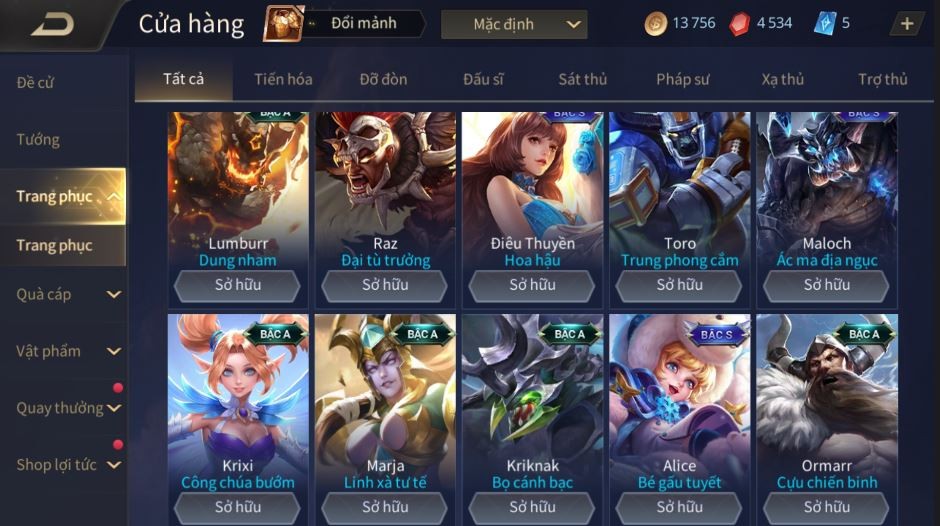 Cửa hàng
Đổi mảnh
Mặc định
13 756
4 534
5
Đề cử
Tướng
Trang phục
Trang phục
Quà cáp
Vật phẩm
Quay thưởng
Shop lợi tức
Tất cả
Tiến hóa
Đỡ đòn
Đấu sĩ
Sát thủ
Pháp sư
Xạ thủ
Trợ thủ
BẬC A
Lumburr
Dung nham
Sở hữu
Raz
Đại tù trưởng
Sở hữu
BẬC S
Điêu Thuyền
Hoa hậu
Sở hữu
Toro
Trung phong cắm
Sở hữu
BẬC S
Maloch
Ác ma địa ngục
Sở hữu
BẬC A
Krixi
Công chúa bướm
Sở hữu
BẬC A
Marja
Linh xà tư tế
Sở hữu
BẬC A
Kriknak
Bọ cánh bạc
Sở hữu
BẬC S
Alice
Bé gấu tuyết
Sở hữu
BẬC A
Ormarr
Cựu chiến binh
Sở hữu